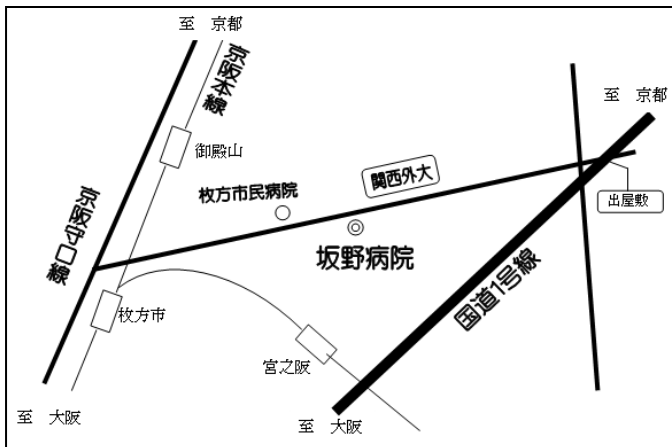 至　京都
京阪本線
至　京都
御殿山
関西外大
枚方市民病院
出屋敷
京阪守口線
坂野病院
国道1号線
枚方市
宮之阪
至　大阪
至　大阪